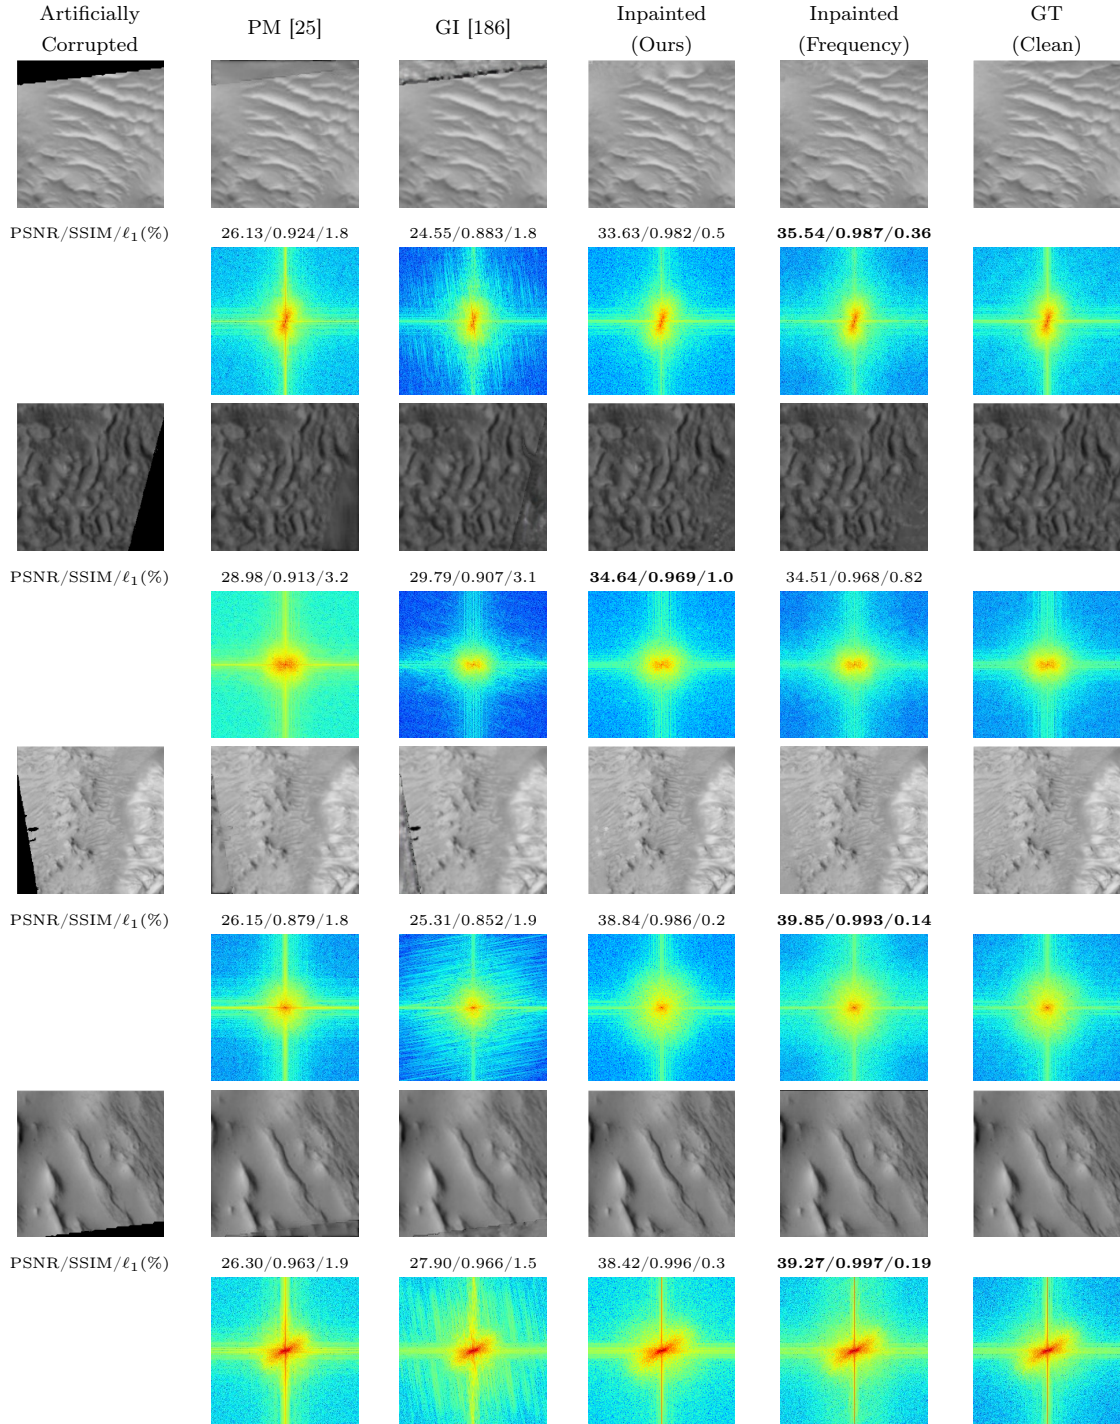 Artificially
Corrupted
PM [25]
GI [186]
Inpainted
(Ours)
Inpainted
(Frequency)
GT
(Clean)
PSNR/SSIM/ℓ₁(%) 26.13/0.924/1.8 24.55/0.883/1.8 33.63/0.982/0.5 35.54/0.987/0.36
PSNR/SSIM/ℓ₁(%) 28.98/0.913/3.2 29.79/0.907/3.1 34.64/0.969/1.0 34.51/0.968/0.82
PSNR/SSIM/ℓ₁(%) 26.15/0.879/1.8 25.31/0.852/1.9 38.84/0.986/0.2 39.85/0.993/0.14
PSNR/SSIM/ℓ₁(%) 26.30/0.963/1.9 27.90/0.966/1.5 38.42/0.996/0.3 39.27/0.997/0.19